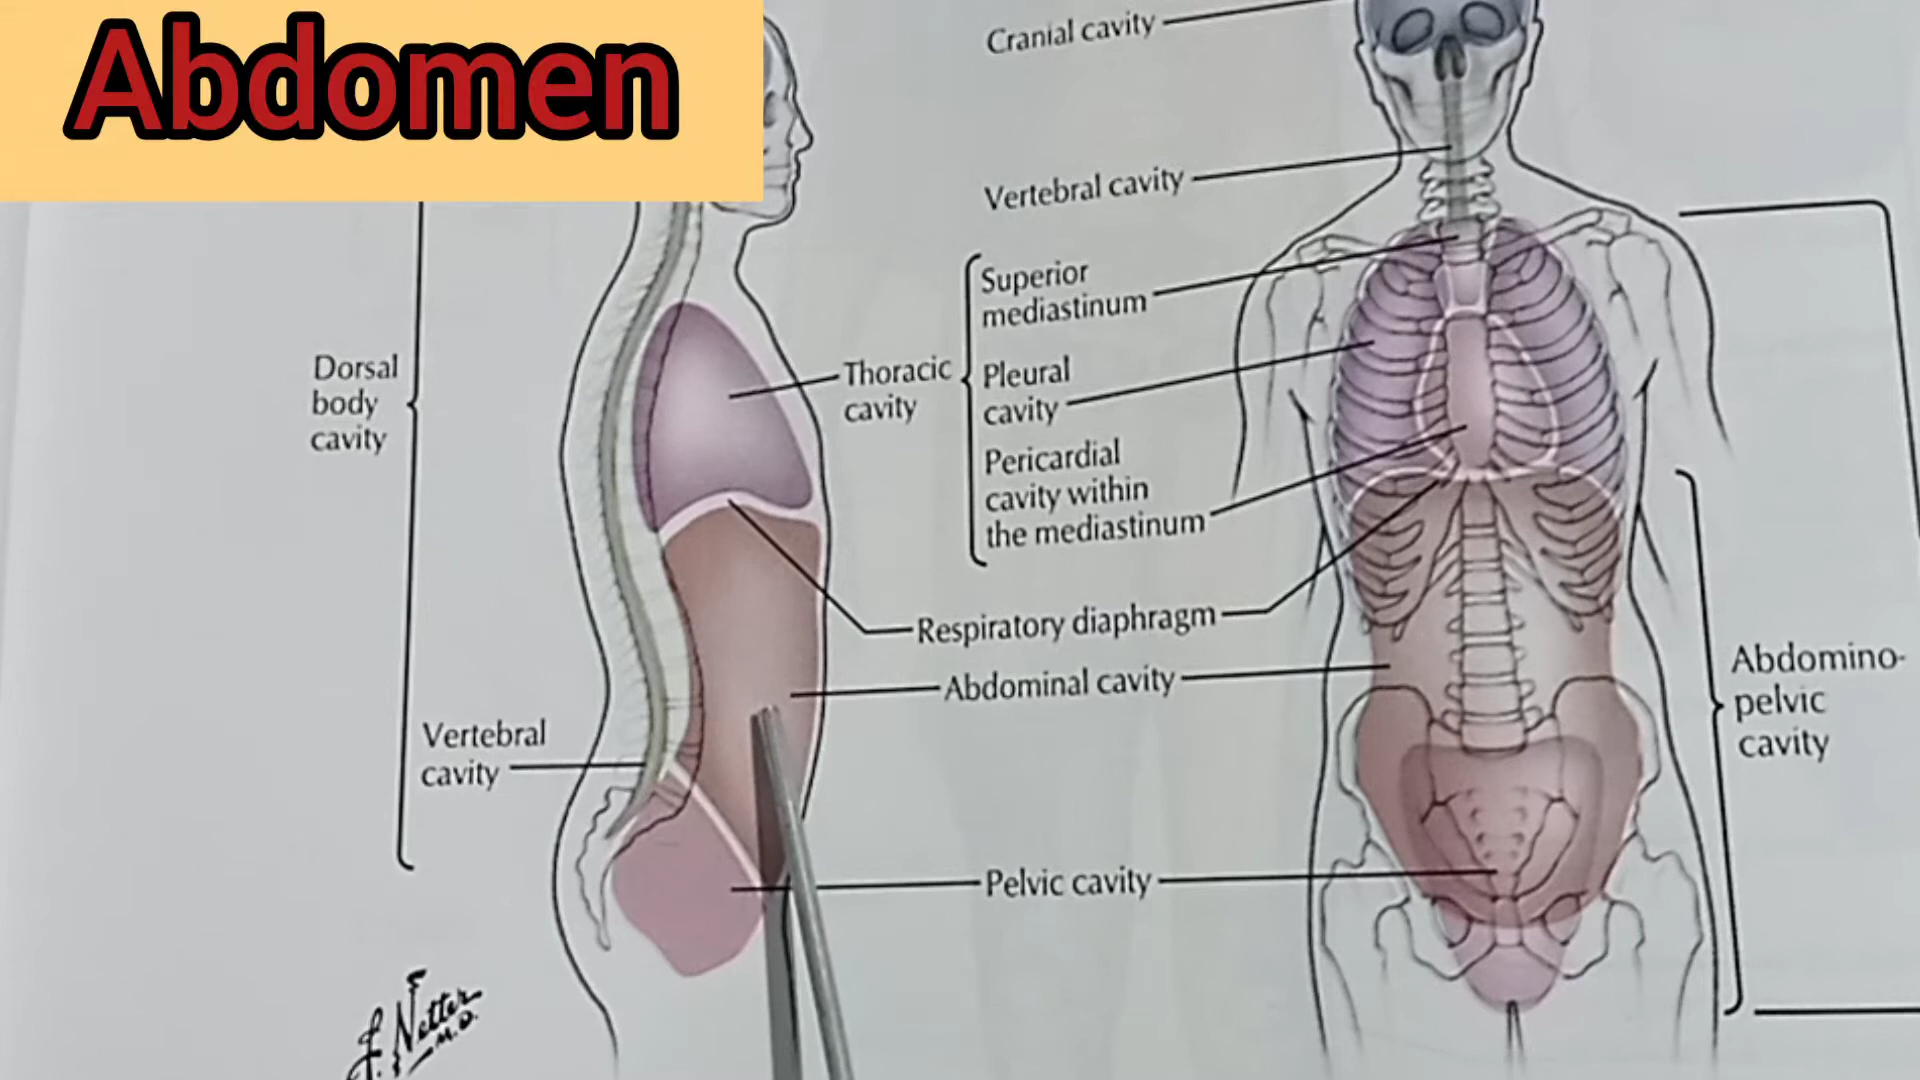 Abdomen
Cranial cavity
Vertebral cavity
Superior
mediastinum
Dorsal
body
cavity
Thoracic
cavity
Pleural
cavity
Pericardial
cavity within
the mediastinum
Respiratory diaphragm
Abdominal cavity
Abdomino-
pelvic
cavity
Vertebral
cavity
Pelvic cavity
F. Netter
M.D.